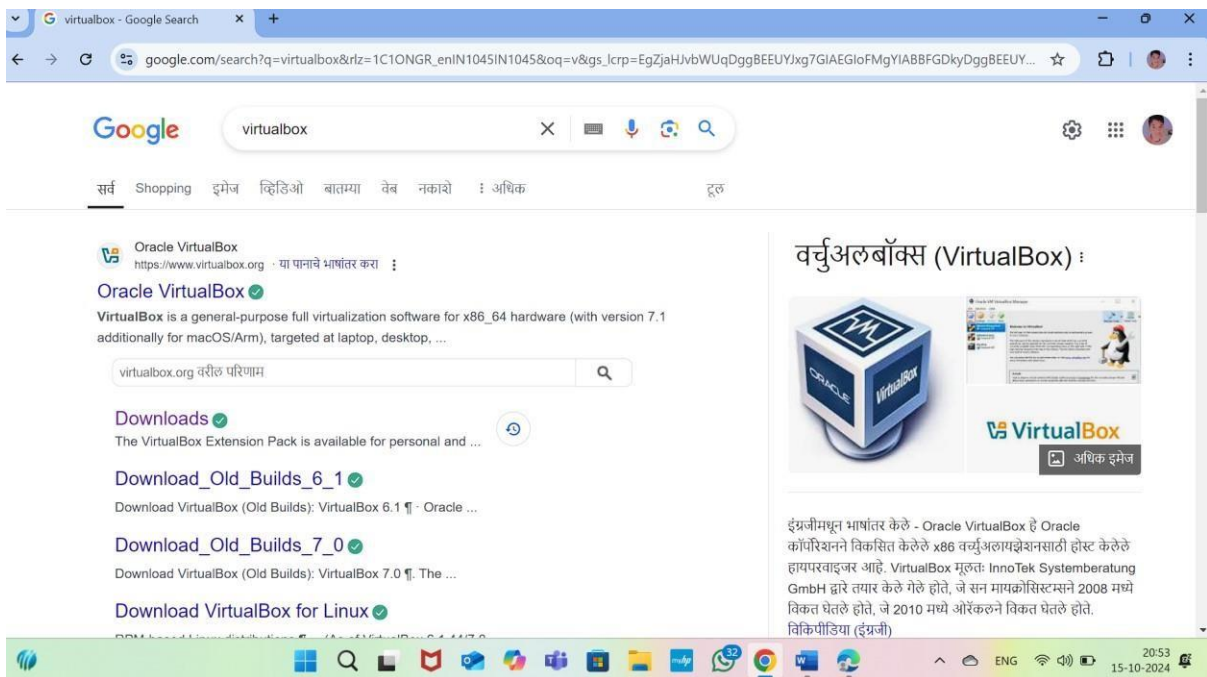 virtualbox - Google Search
google.com/search?q=virtualbox&rlz=1C1ONGR_enIN1045IN1045&oq=v&gs_lcrp=EgZjaHJvbWUqDggBEEUYJxg7GIAEGIoFMgYIABBFGDkyDggBEEUY...
Google
virtualbox
सर्व Shopping इमेज व्हिडिओ बातम्या वेब नकाशे ⋮ अधिक टूल
Oracle VirtualBox
https://www.virtualbox.org · या पानाचे भाषांतर करा
Oracle VirtualBox
VirtualBox is a general-purpose full virtualization software for x86_64 hardware (with version 7.1
additionally for macOS/Arm), targeted at laptop, desktop, ...
virtualbox.org वरील परिणाम
Downloads
The VirtualBox Extension Pack is available for personal and ...
Download_Old_Builds_6_1
Download VirtualBox (Old Builds): VirtualBox 6.1 ¶ · Oracle ...
Download_Old_Builds_7_0
Download VirtualBox (Old Builds): VirtualBox 7.0 ¶. The ...
Download VirtualBox for Linux
वर्चुअलबॉक्स (VirtualBox)
ORACLE
VirtualBox
VirtualBox
अधिक इमेज
इंग्रजीमधून भाषांतर केले - Oracle VirtualBox हे Oracle
कॉर्पोरेशनने विकसित केलेले x86 वर्च्युअलायझेशनसाठी होस्ट केलेले
हायपरवाइजर आहे. VirtualBox मूलतः InnoTek Systemberatung
GmbH द्वारे तयार केले गेले होते, जे सन मायक्रोसिस्टम्सने 2008 मध्ये
विकत घेतले होते, जे 2010 मध्ये ओरॅकलने विकत घेतले होते.
विकिपीडिया (इंग्रजी)
32
ENG
20:53
15-10-2024